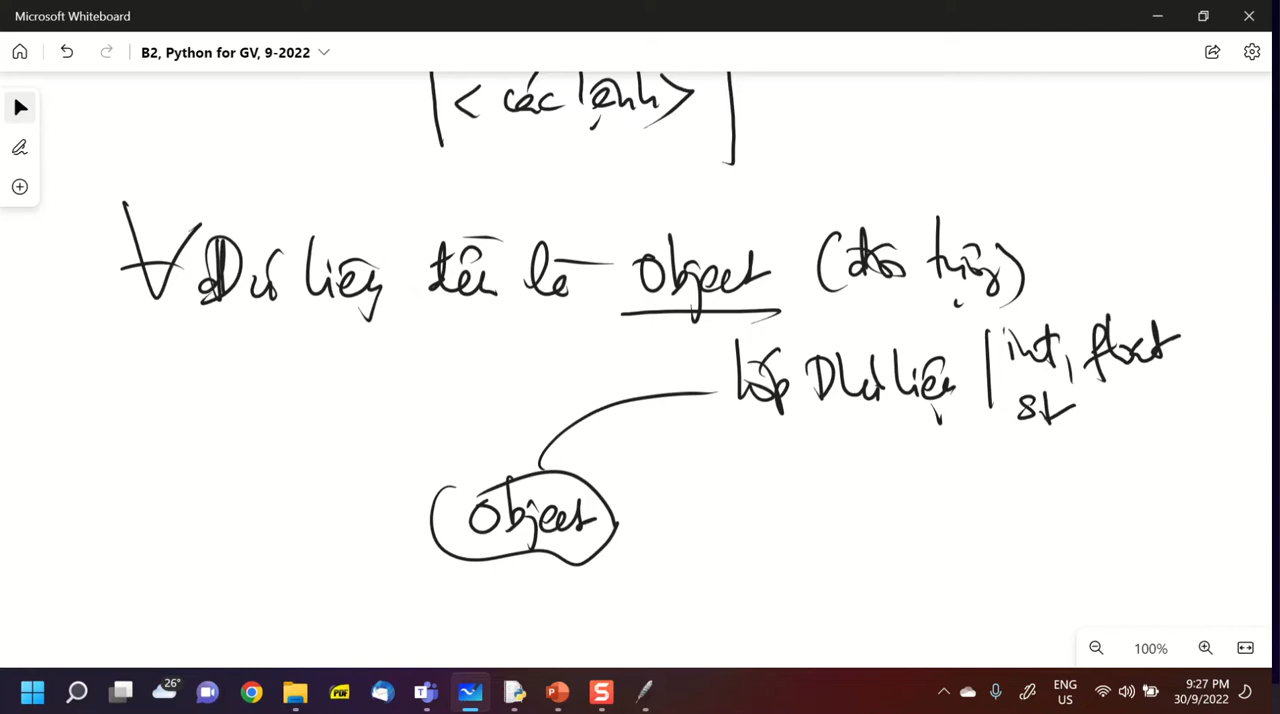 Microsoft Whiteboard
B2, Python for GV, 9-2022
< các lệnh >
∀ Dữ liệu đều là object (đối tượng)
lớp Dữ liệu | int, float
str
object
100%
26°
PDF
S
ENG
US
9:27 PM
30/9/2022